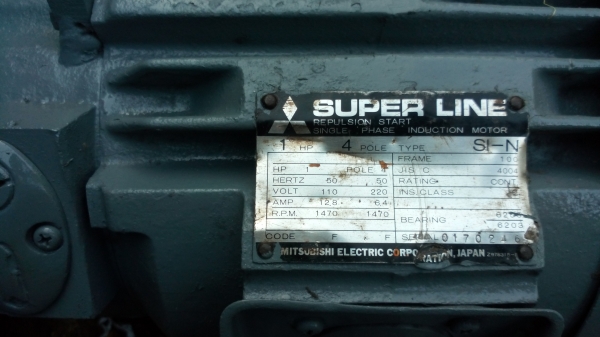 SUPER LINE
REPULSION START
SINGLE-PHASE INDUCTION MOTOR
1 HP 4 POLE TYPE SI-N
FRAME
HP 1 POLE 4 JIS C 4004
HERTZ 50 50 RATING CONT
VOLT 110 220 INS.CLASS E
AMP. 12.8 6.4
R.P.M. 1470 1470 BEARING
6203
CODE F F
MITSUBISHI ELECTRIC CORPORATION, JAPAN